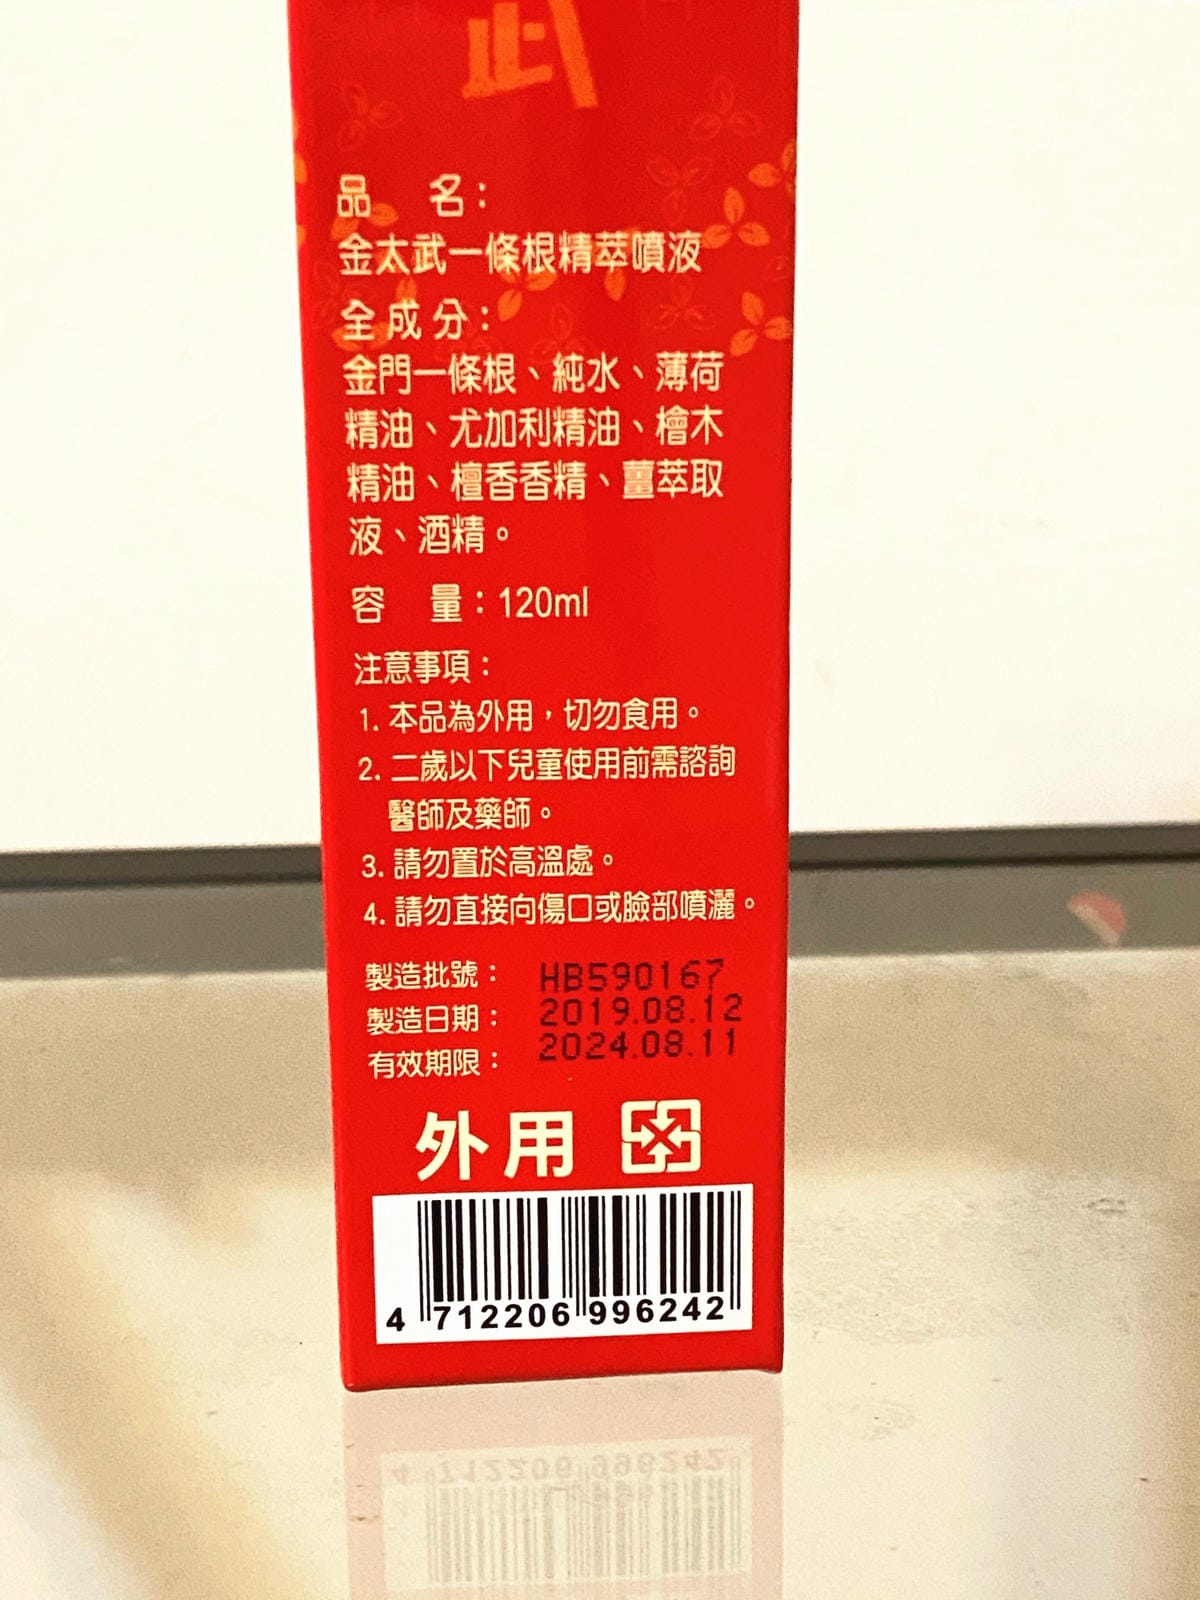 武
品 名：
金太武一條根精萃噴液
全成分：
金門一條根、純水、薄荷
精油、尤加利精油、檜木
精油、檀香香精、薑萃取
液、酒精。
容 量：120ml
注意事項：
1. 本品為外用，切勿食用。
2. 二歲以下兒童使用前需諮詢
醫師及藥師。
3. 請勿置於高溫處。
4. 請勿直接向傷口或臉部噴灑。
製造批號： HB590167
製造日期： 2019.08.12
有效期限： 2024.08.11
外用
4 712206 996242